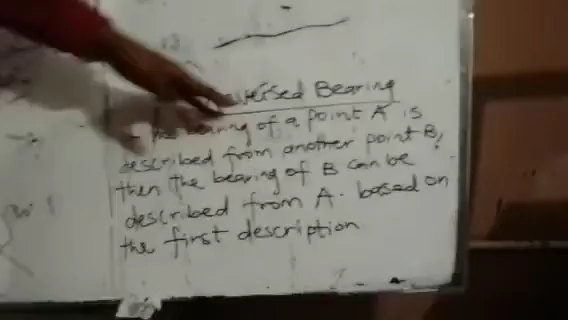 versed Bearing
bearing of a point A is
described from another point B,
then the bearing of B can be
described from A. based on
the first description